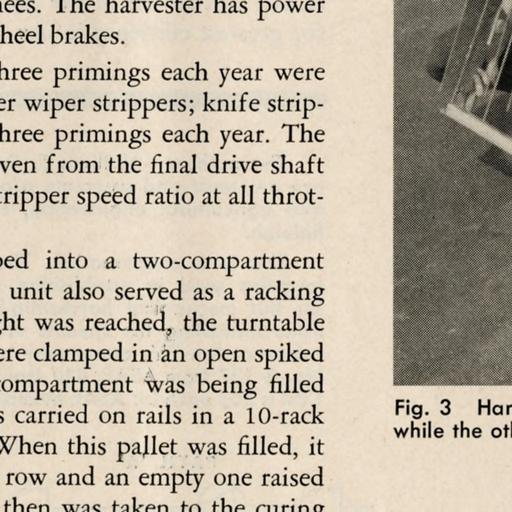 nees. The harvester has power
heel brakes.
hree primings each year were
er wiper strippers; knife strip-
hree primings each year. The
ven from the final drive shaft
tripper speed ratio at all throt-
ped into a two-compartment
unit also served as a racking
ght was reached, the turntable
ere clamped in an open spiked
compartment was being filled
s carried on rails in a 10-rack
When this pallet was filled, it
row and an empty one raised
then was taken to the curing
Fig. 3 Har
while the oth